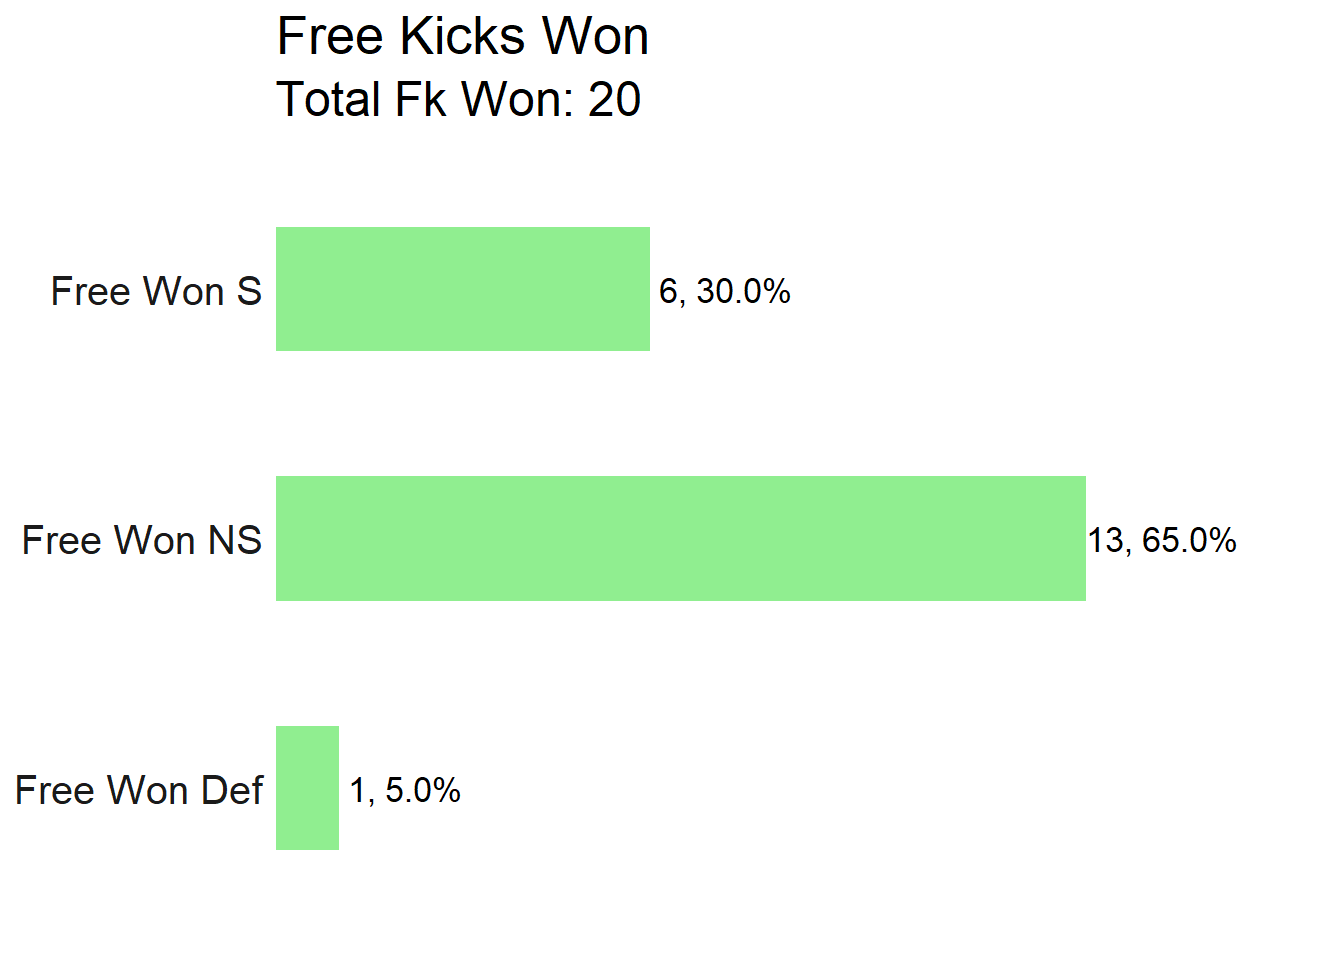 Free Kicks Won
Total Fk Won: 20
Free Won S
6, 30.0%
Free Won NS
13, 65.0%
Free Won Def
1, 5.0%